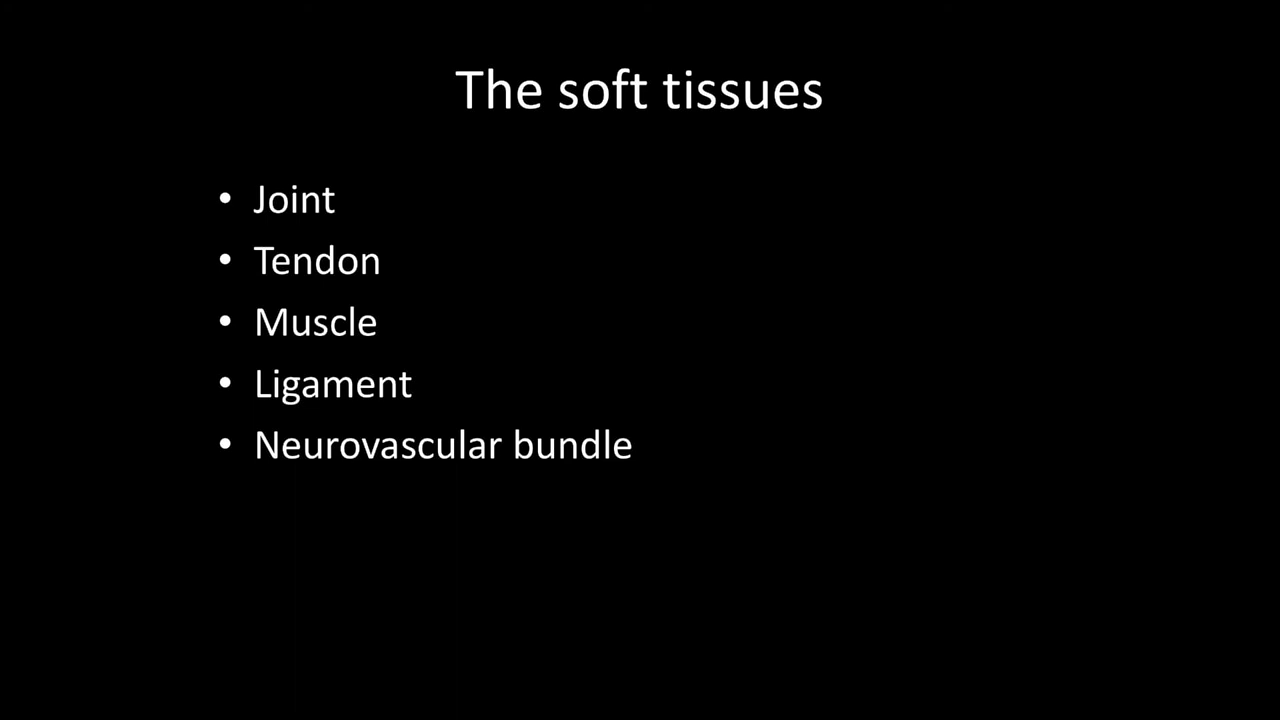 The soft tissues
• Joint
• Tendon
• Muscle
• Ligament
• Neurovascular bundle